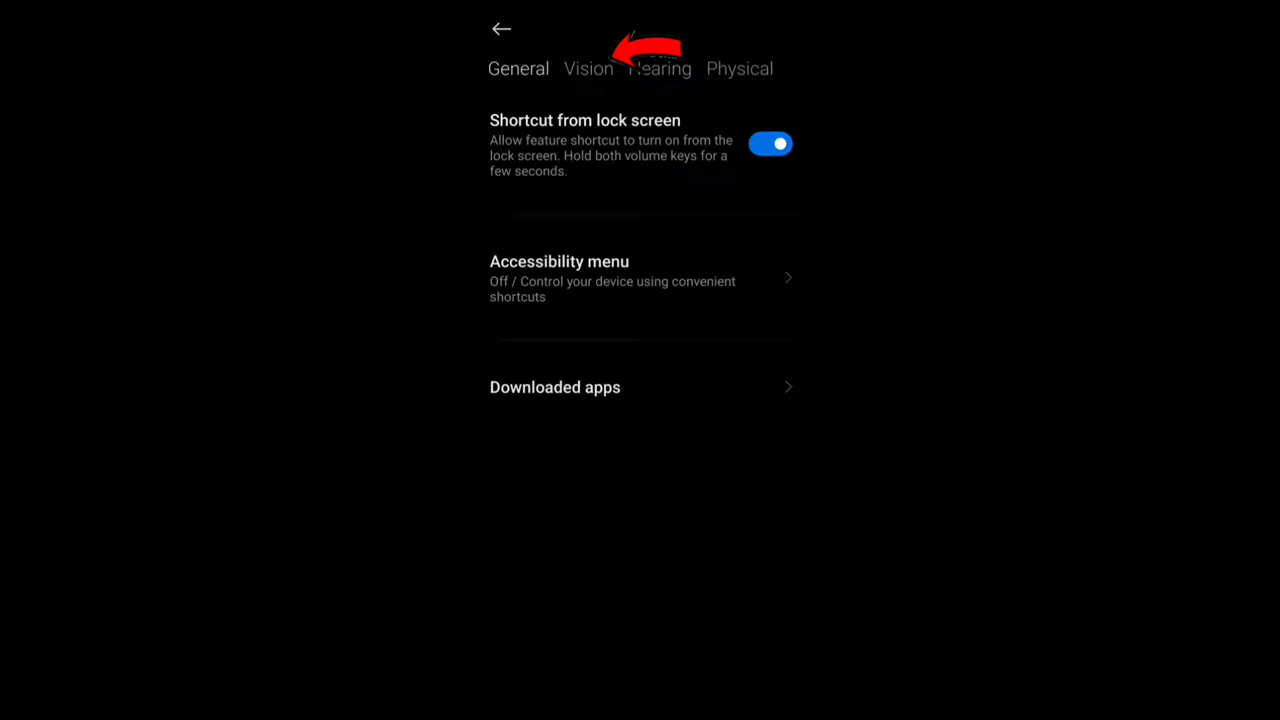 General Vision Hearing Physical
Shortcut from lock screen
Allow feature shortcut to turn on from the
lock screen. Hold both volume keys for a
few seconds.
Accessibility menu
Off / Control your device using convenient
shortcuts
Downloaded apps